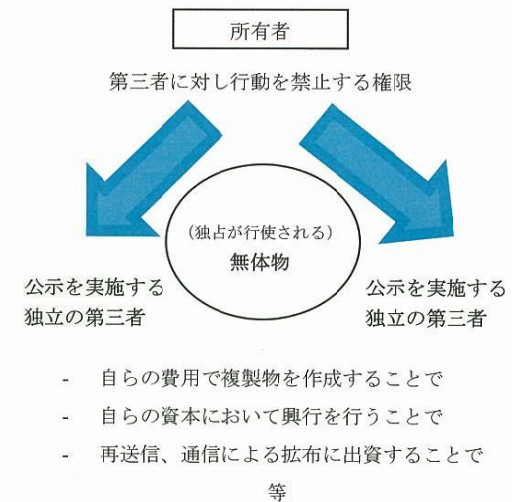 所有者
第三者に対し行動を禁止する権限
(独占が行使される)
無体物
公示を実施する
独立の第三者
公示を実施する
独立の第三者
- 自らの費用で複製物を作成することで
- 自らの資本において興行を行うことで
- 再送信、通信による拡布に出資することで
等